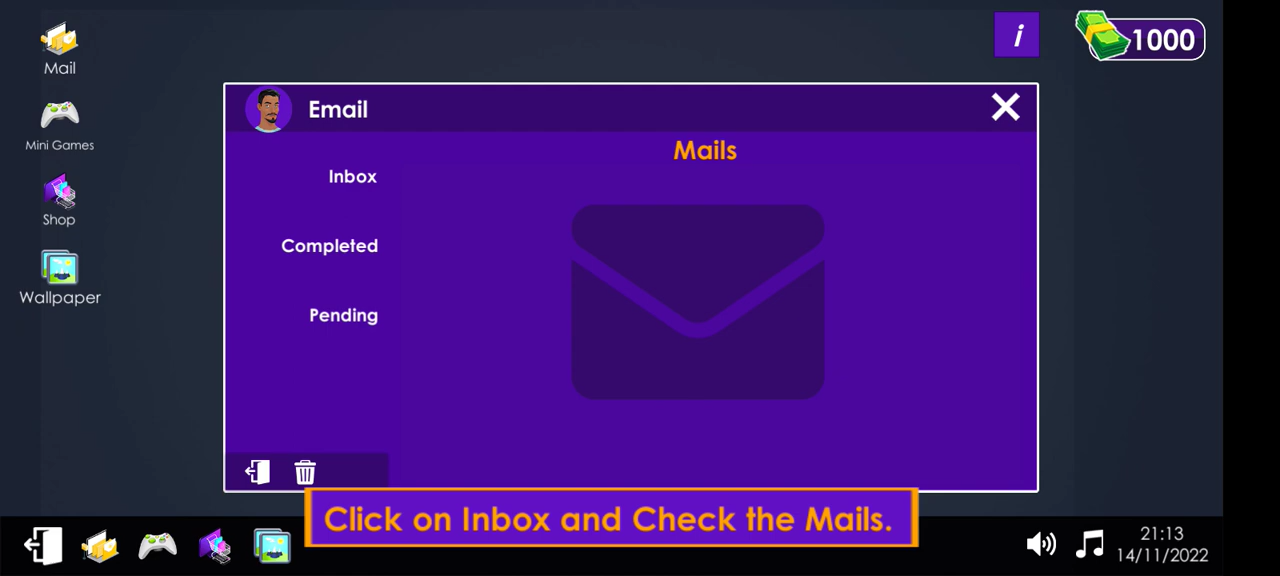 Mail
Mini Games
Shop
Wallpaper
i
1000
Email
Mails
Inbox
Completed
Pending
Click on Inbox and Check the Mails.
21:13
14/11/2022